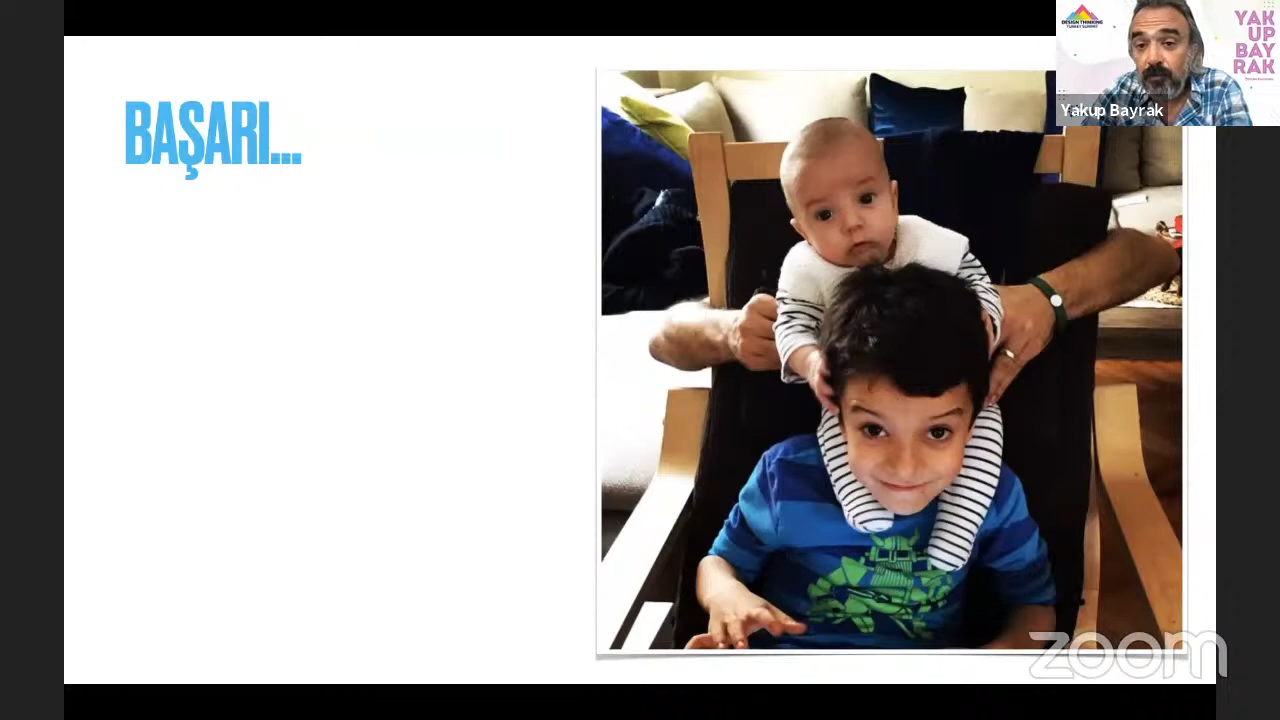 BAŞARI...
DESIGN THINKING
TURKEY SUMMIT
YAK
UP
BAY
RAK
Yakup Bayrak
zoom